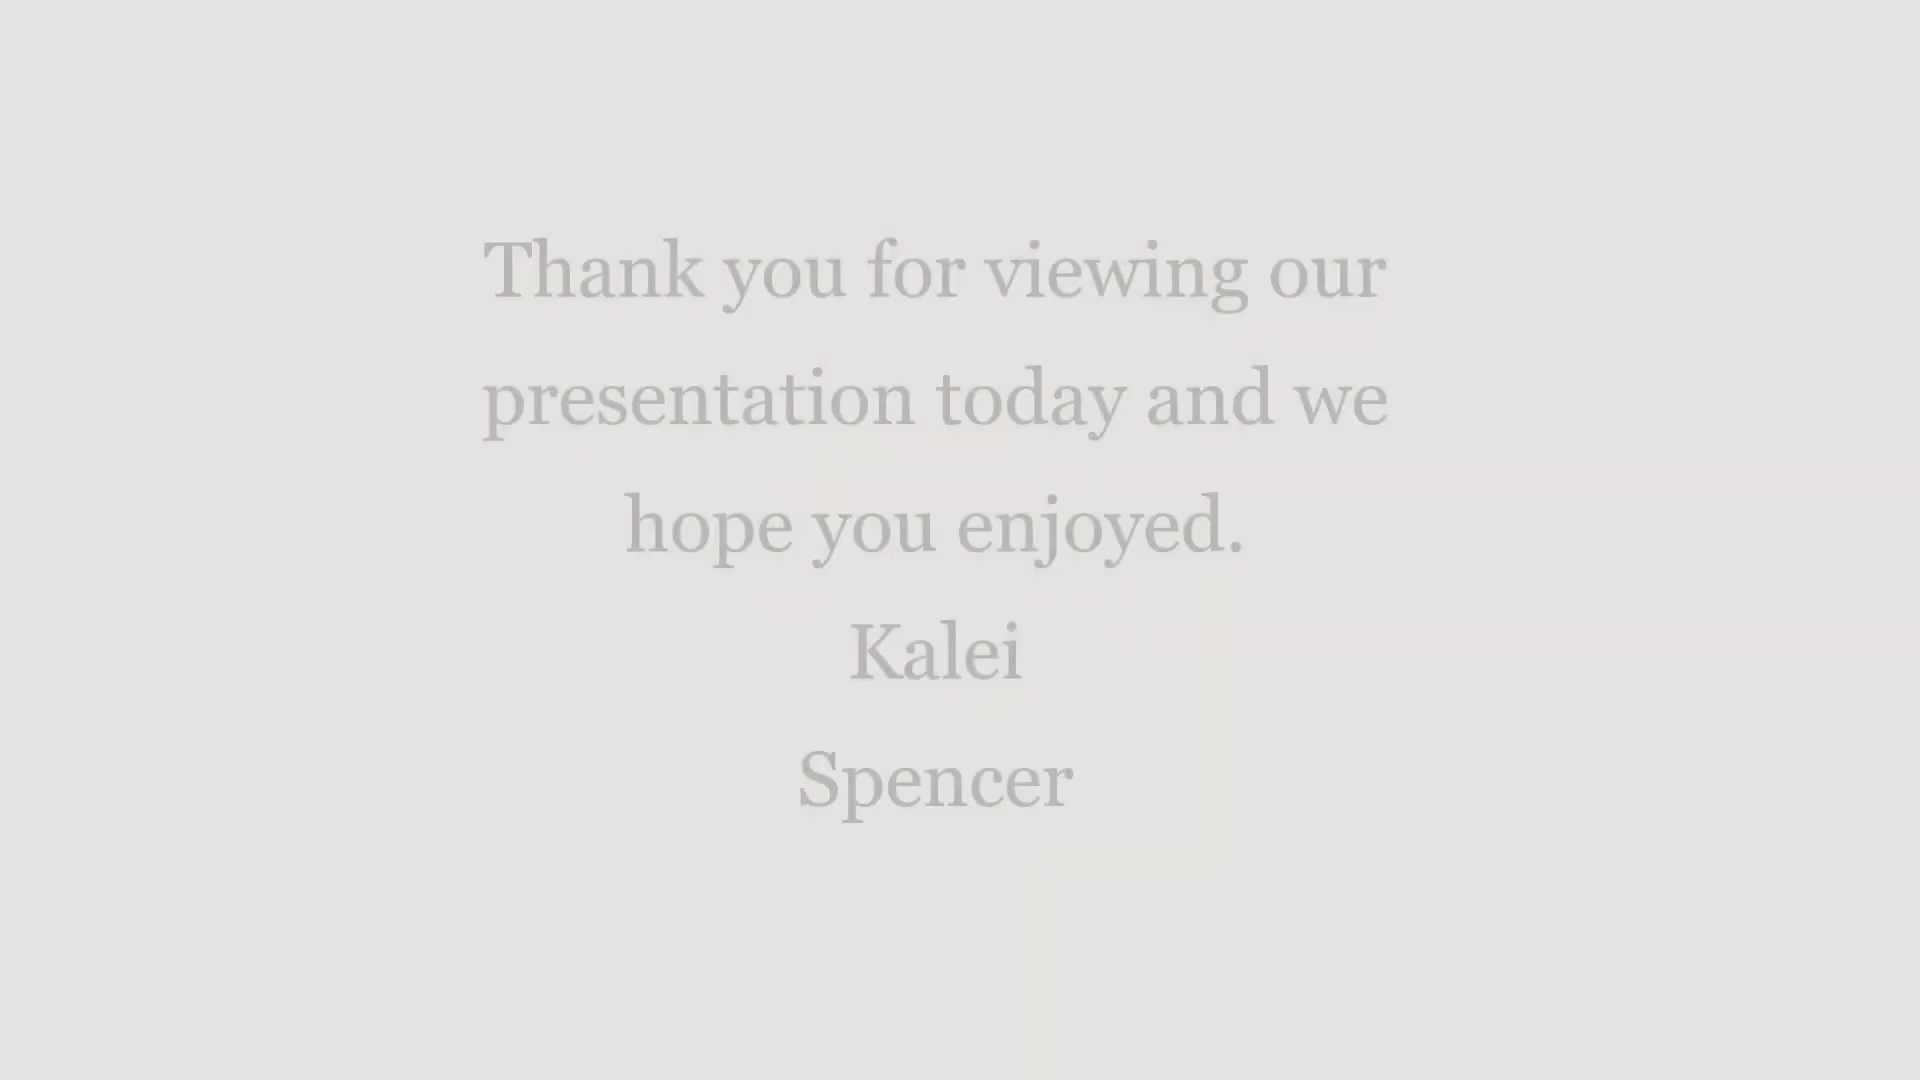 Thank you for viewing our
presentation today and we
hope you enjoyed.
Kalei
Spencer